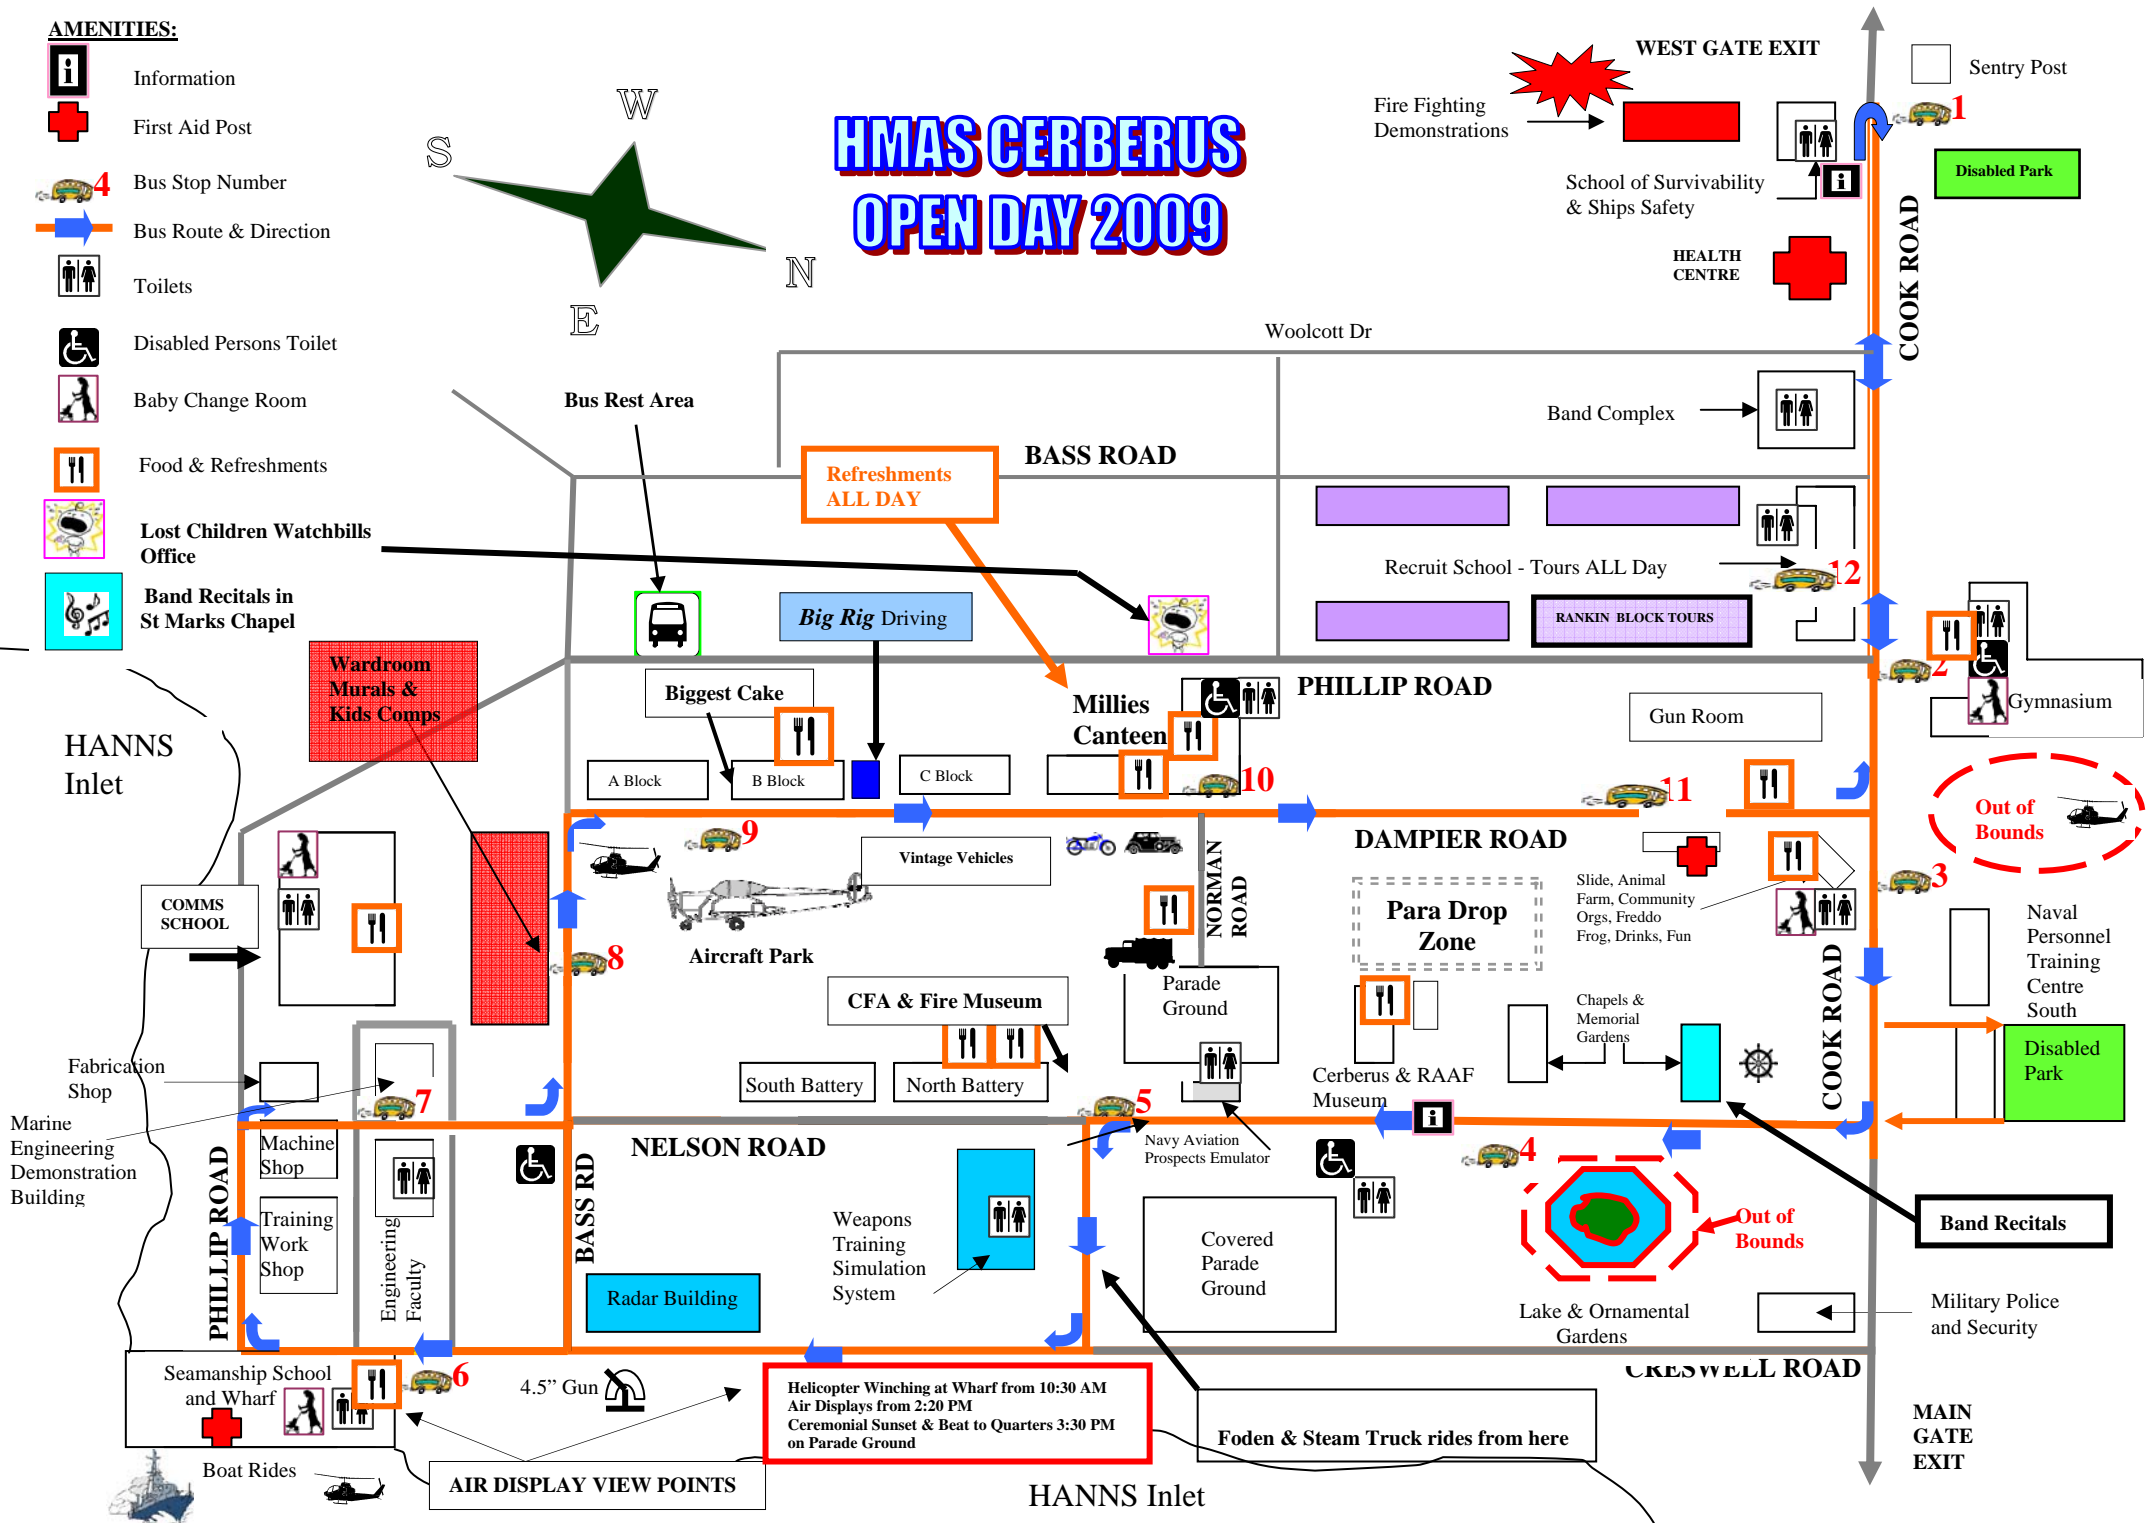 AMENITIES:
Information
First Aid Post
4
Bus Stop Number
Bus Route & Direction
Toilets
Disabled Persons Toilet
Baby Change Room
Food & Refreshments
Lost Children Watchbills
Office
Band Recitals in
St Marks Chapel
W
S
N
E
HMAS CERBERUS
OPEN DAY 2009
WEST GATE EXIT
Sentry Post
Fire Fighting
Demonstrations
1
Disabled Park
School of Survivability
& Ships Safety
HEALTH
CENTRE
COOK ROAD
Woolcott Dr
Bus Rest Area
Band Complex
BASS ROAD
Refreshments
ALL DAY
Recruit School - Tours ALL Day
12
RANKIN BLOCK TOURS
Big Rig Driving
Wardroom
Murals &
Kids Comps
HANNS
Inlet
Biggest Cake
Millies
Canteen
PHILLIP ROAD
2
Gymnasium
Gun Room
A Block
B Block
C Block
10
11
Out of
Bounds
9
Vintage Vehicles
DAMPIER ROAD
NORMAN
ROAD
3
COMMS
SCHOOL
Para Drop
Zone
Slide, Animal
Farm, Community
Orgs, Freddo
Frog, Drinks, Fun
Naval
Personnel
Training
Centre
South
8
Aircraft Park
CFA & Fire Museum
Parade
Ground
Chapels &
Memorial
Gardens
COOK ROAD
Disabled
Park
Fabrication
Shop
South Battery
North Battery
Cerberus & RAAF
Museum
7
5
Marine
Engineering
Demonstration
Building
Machine
Shop
NELSON ROAD
Navy Aviation
Prospects Emulator
4
PHILLIP ROAD
Training
Work
Shop
Engineering
Faculty
BASS RD
Weapons
Training
Simulation
System
Covered
Parade
Ground
Out of
Bounds
Band Recitals
Radar Building
Lake & Ornamental
Gardens
Military Police
and Security
CRESWELL ROAD
Seamanship School
and Wharf
6
4.5” Gun
Helicopter Winching at Wharf from 10:30 AM
Air Displays from 2:20 PM
Ceremonial Sunset & Beat to Quarters 3:30 PM
on Parade Ground
Foden & Steam Truck rides from here
MAIN
GATE
EXIT
Boat Rides
AIR DISPLAY VIEW POINTS
HANNS Inlet